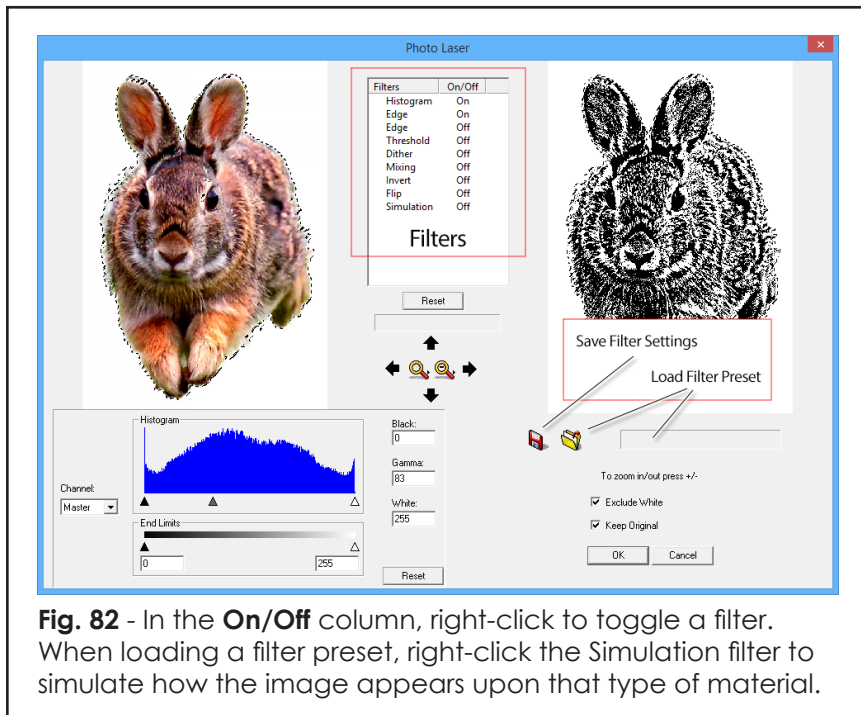 Photo Laser
x
Filters On/Off
Histogram On
Edge On
Edge Off
Threshold Off
Dither Off
Mixing Off
Invert Off
Flip Off
Simulation Off
Filters
Reset
Save Filter Settings
Load Filter Preset
Histogram
Channel:
Master
Black:
0
Gamma:
83
White:
255
End Limits
0
255
Reset
To zoom in/out press +/-
Exclude White
Keep Original
OK
Cancel
Fig. 82 - In the On/Off column, right-click to toggle a filter.
When loading a filter preset, right-click the Simulation filter to
simulate how the image appears upon that type of material.